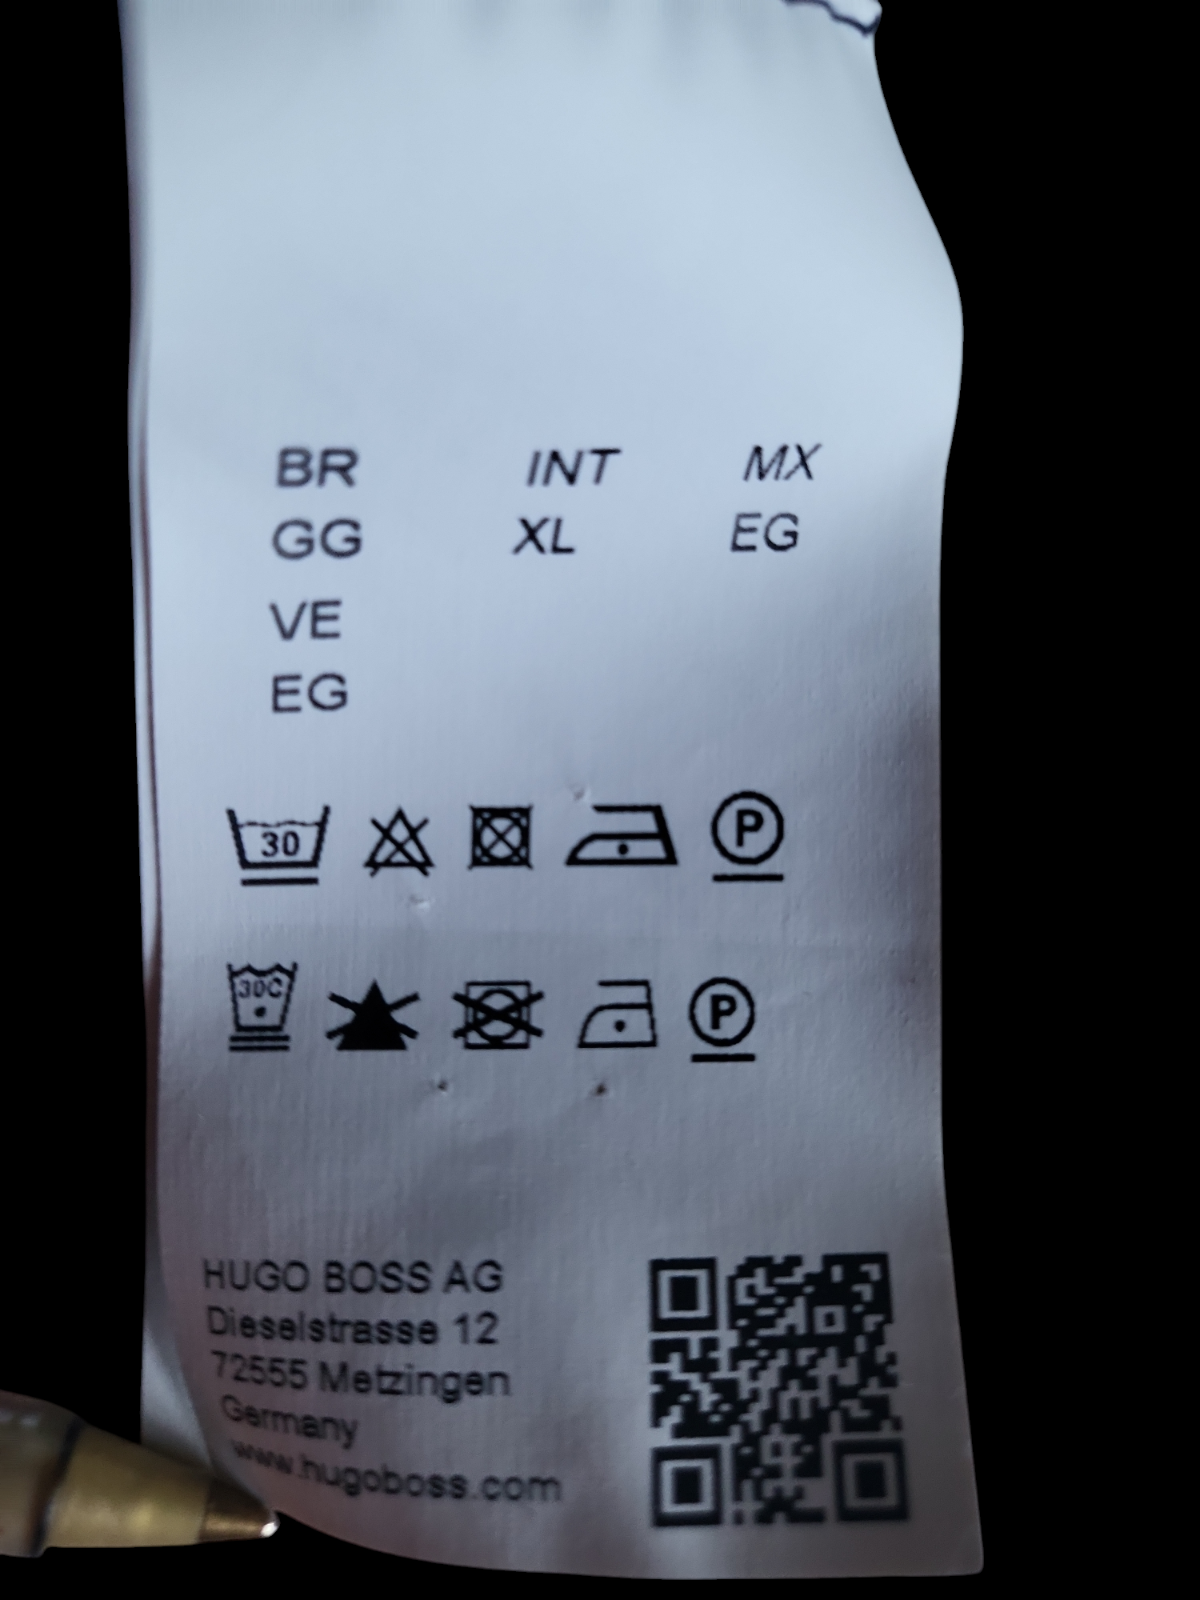 BR INT MX
GG XL EG
VE
EG
30 P
30C P
HUGO BOSS AG
Dieselstrasse 12
72555 Metzingen
Germany
www.hugoboss.com